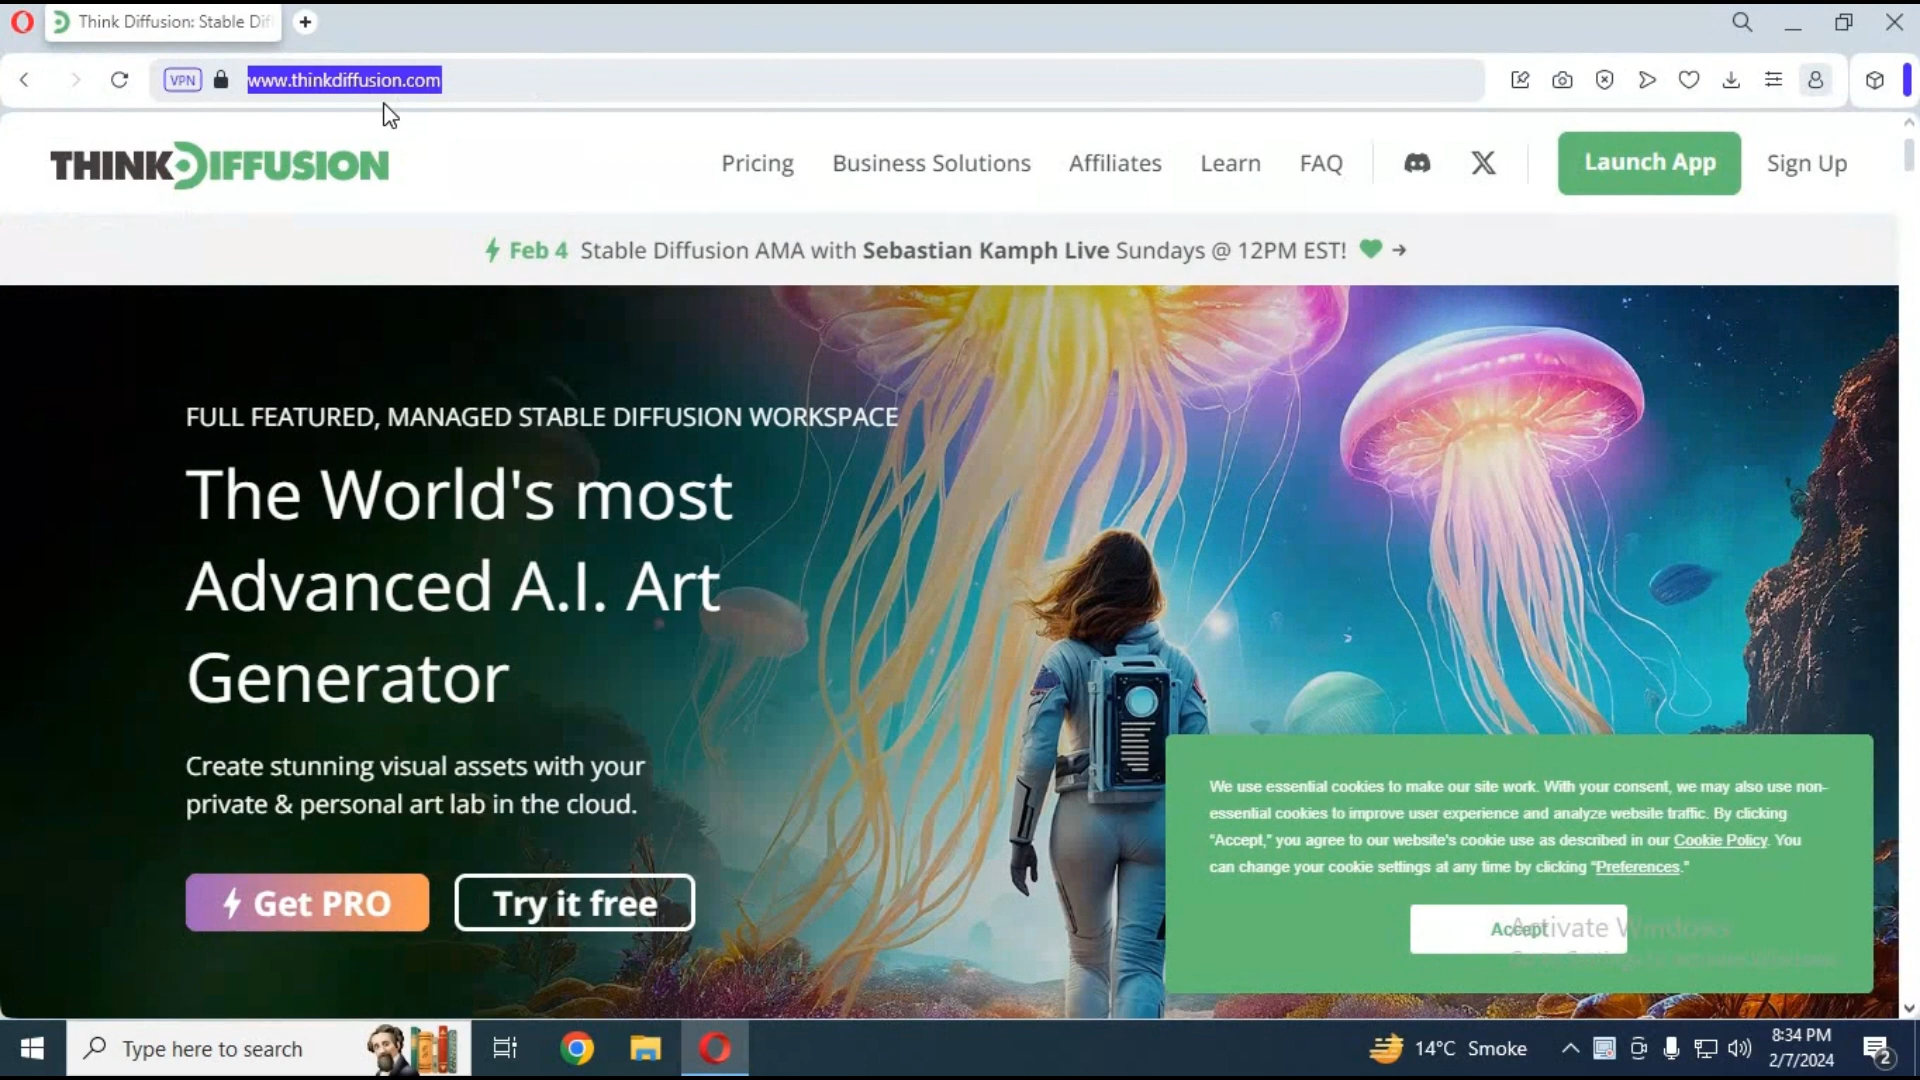 Think Diffusion: Stable Dif
VPN
www.thinkdiffusion.com
THINKDIFFUSION
Pricing
Business Solutions
Affiliates
Learn
FAQ
Launch App
Sign Up
Feb 4 Stable Diffusion AMA with Sebastian Kamph Live Sundays @ 12PM EST!
FULL FEATURED, MANAGED STABLE DIFFUSION WORKSPACE
The World's most
Advanced A.I. Art
Generator
Create stunning visual assets with your
private & personal art lab in the cloud.
Get PRO
Try it free
We use essential cookies to make our site work. With your consent, we may also use non-
essential cookies to improve user experience and analyze website traffic. By clicking
"Accept," you agree to our website's cookie use as described in our Cookie Policy. You
can change your cookie settings at any time by clicking "Preferences."
Accept
Activate Windows
Type here to search
14°C Smoke
8:34 PM
2/7/2024
2